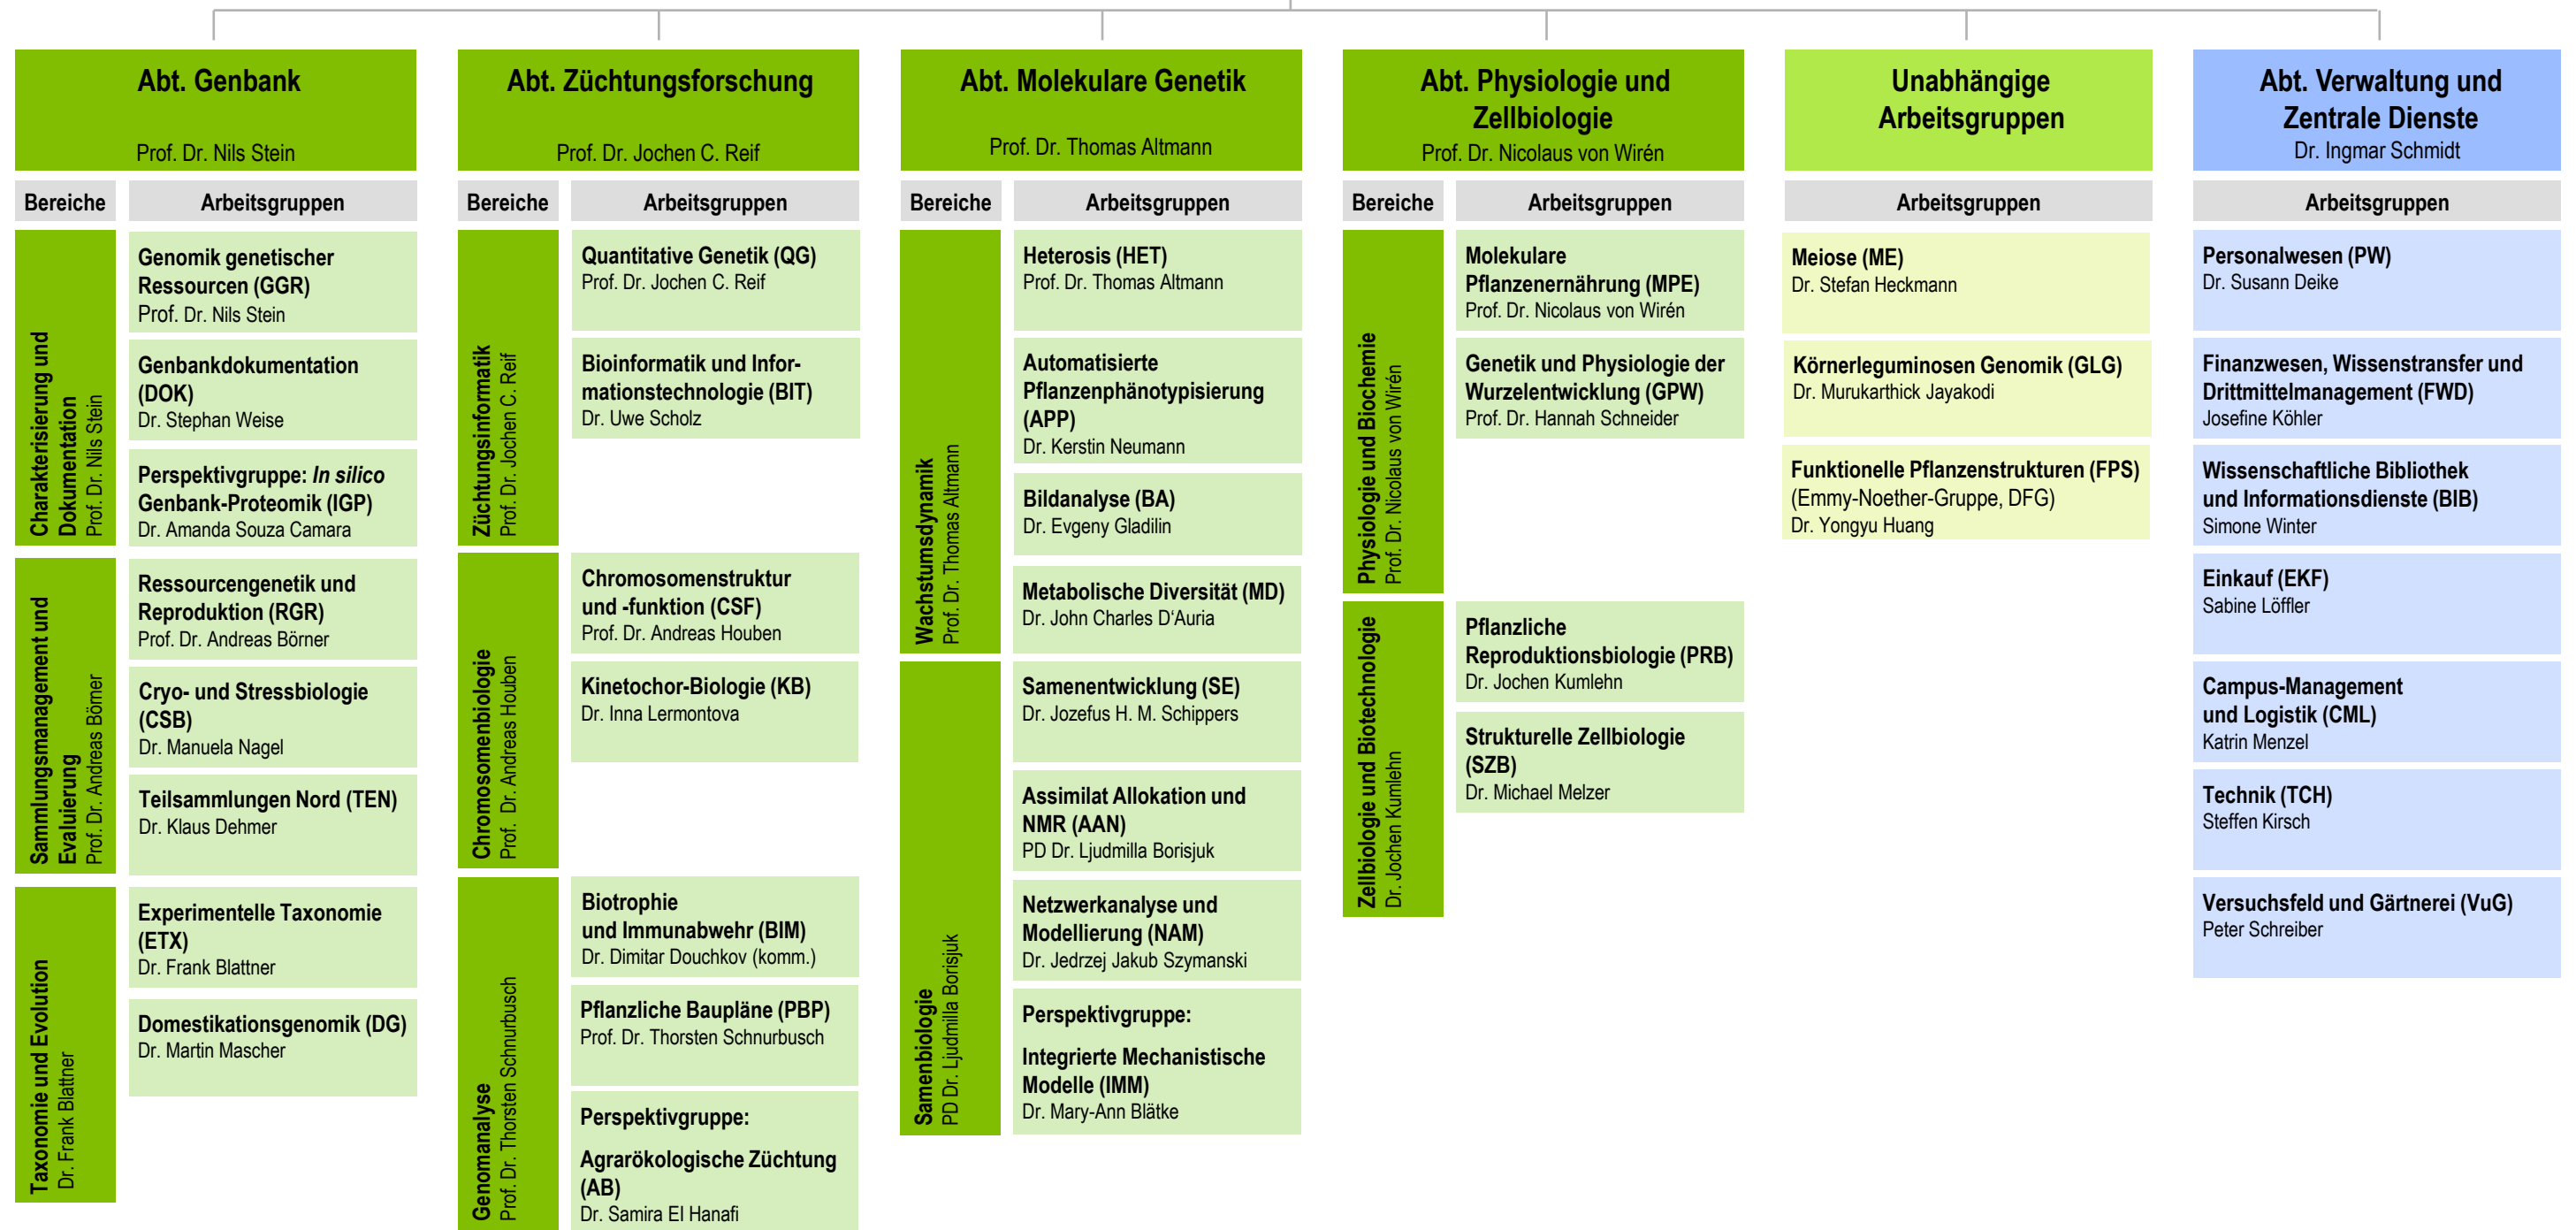 Abt. Genbank
Prof. Dr. Nils Stein
Bereiche
Arbeitsgruppen
Charakterisierung und
Dokumentation
Prof. Dr. Nils Stein
Genomik genetischer
Ressourcen (GGR)
Prof. Dr. Nils Stein
Genbankdokumentation
(DOK)
Dr. Stephan Weise
Perspektivgruppe: In silico
Genbank-Proteomik (IGP)
Dr. Amanda Souza Camara
Sammlungsmanagement und
Evaluierung
Prof. Dr. Andreas Börner
Ressourcengenetik und
Reproduktion (RGR)
Prof. Dr. Andreas Börner
Cryo- und Stressbiologie
(CSB)
Dr. Manuela Nagel
Teilsammlungen Nord (TEN)
Dr. Klaus Dehmer
Taxonomie und Evolution
Dr. Frank Blattner
Experimentelle Taxonomie
(ETX)
Dr. Frank Blattner
Domestikationsgenomik (DG)
Dr. Martin Mascher
Abt. Züchtungsforschung
Prof. Dr. Jochen C. Reif
Bereiche
Arbeitsgruppen
Züchtungsinformatik
Prof. Dr. Jochen C. Reif
Quantitative Genetik (QG)
Prof. Dr. Jochen C. Reif
Bioinformatik und Infor-
mationstechnologie (BIT)
Dr. Uwe Scholz
Chromosomenbiologie
Prof. Dr. Andreas Houben
Chromosomenstruktur
und -funktion (CSF)
Prof. Dr. Andreas Houben
Kinetochor-Biologie (KB)
Dr. Inna Lermontova
Genomanalyse
Prof. Dr. Thorsten Schnurbusch
Biotrophie
und Immunabwehr (BIM)
Dr. Dimitar Douchkov (komm.)
Pflanzliche Baupläne (PBP)
Prof. Dr. Thorsten Schnurbusch
Perspektivgruppe:
Agrarökologische Züchtung
(AB)
Dr. Samira El Hanafi
Abt. Molekulare Genetik
Prof. Dr. Thomas Altmann
Bereiche
Arbeitsgruppen
Wachstumsdynamik
Prof. Dr. Thomas Altmann
Heterosis (HET)
Prof. Dr. Thomas Altmann
Automatisierte
Pflanzenphänotypisierung
(APP)
Dr. Kerstin Neumann
Bildanalyse (BA)
Dr. Evgeny Gladilin
Metabolische Diversität (MD)
Dr. John Charles D‘Auria
Samenbiologie
PD Dr. Ljudmilla Borisjuk
Samenentwicklung (SE)
Dr. Jozefus H. M. Schippers
Assimilat Allokation und
NMR (AAN)
PD Dr. Ljudmilla Borisjuk
Netzwerkanalyse und
Modellierung (NAM)
Dr. Jedrzej Jakub Szymanski
Perspektivgruppe:
Integrierte Mechanistische
Modelle (IMM)
Dr. Mary-Ann Blätke
Abt. Physiologie und
Zellbiologie
Prof. Dr. Nicolaus von Wirén
Bereiche
Arbeitsgruppen
Physiologie und Biochemie
Prof. Dr. Nicolaus von Wirén
Molekulare
Pflanzenernährung (MPE)
Prof. Dr. Nicolaus von Wirén
Genetik und Physiologie der
Wurzelentwicklung (GPW)
Prof. Dr. Hannah Schneider
Zellbiologie und Biotechnologie
Dr. Jochen Kumlehn
Pflanzliche
Reproduktionsbiologie (PRB)
Dr. Jochen Kumlehn
Strukturelle Zellbiologie
(SZB)
Dr. Michael Melzer
Unabhängige
Arbeitsgruppen
Arbeitsgruppen
Meiose (ME)
Dr. Stefan Heckmann
Körnerleguminosen Genomik (GLG)
Dr. Murukarthick Jayakodi
Funktionelle Pflanzenstrukturen (FPS)
(Emmy-Noether-Gruppe, DFG)
Dr. Yongyu Huang
Abt. Verwaltung und
Zentrale Dienste
Dr. Ingmar Schmidt
Arbeitsgruppen
Personalwesen (PW)
Dr. Susann Deike
Finanzwesen, Wissenstransfer und
Drittmittelmanagement (FWD)
Josefine Köhler
Wissenschaftliche Bibliothek
und Informationsdienste (BIB)
Simone Winter
Einkauf (EKF)
Sabine Löffler
Campus-Management
und Logistik (CML)
Katrin Menzel
Technik (TCH)
Steffen Kirsch
Versuchsfeld und Gärtnerei (VuG)
Peter Schreiber